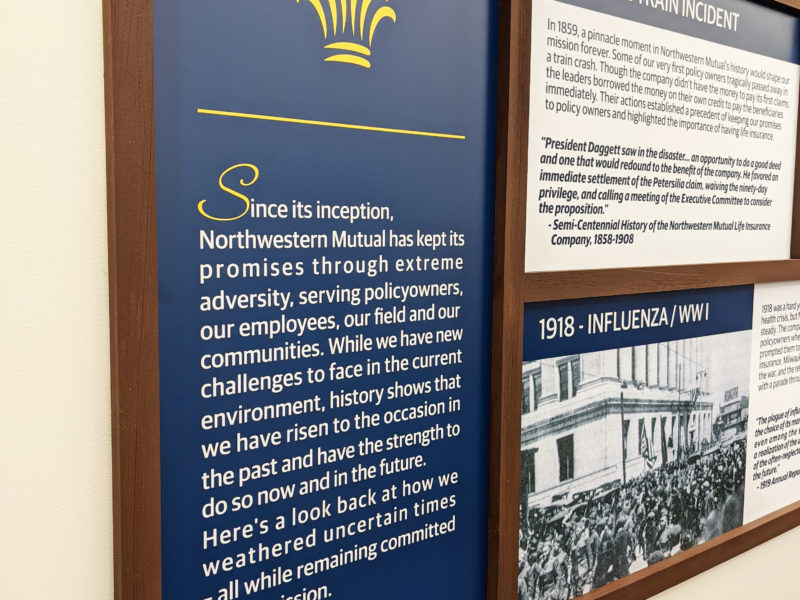 Since its inception,
Northwestern Mutual has kept its
promises through extreme
adversity, serving policyowners,
our employees, our field and our
communities. While we have new
challenges to face in the current
environment, history shows that
we have risen to the occasion in
the past and have the strength to
do so now and in the future.
Here's a look back at how we
weathered uncertain times
- all while remaining committed
TRAIN INCIDENT
In 1859, a pinnacle moment in Northwestern Mutual's history would shape our
mission forever. Some of our very first policy owners tragically passed away in
a train crash. Though the company didn't have the money to pay its first claims,
the leaders borrowed the money on their own credit to pay the beneficiaries
immediately. Their actions established a precedent of keeping our promises
to policy owners and highlighted the importance of having life insurance.
"President Daggett saw in the disaster... an opportunity to do a good deed
and one that would redound to the benefit of the company. He favored an
immediate settlement of the Petersilia claim, waiving the ninety-day
privilege, and calling a meeting of the Executive Committee to consider
the proposition."
- Semi-Centennial History of the Northwestern Mutual Life Insurance
Company, 1858-1908
1918 - INFLUENZA / WW I
1918 was a hard
health crisis, but
steady. The
policyowners
prompted them to
insurance.
the war, and the
with a parade
"The plague of
the choice of its
even among the
a realization of the
of the
the future."
- 1919 Annual